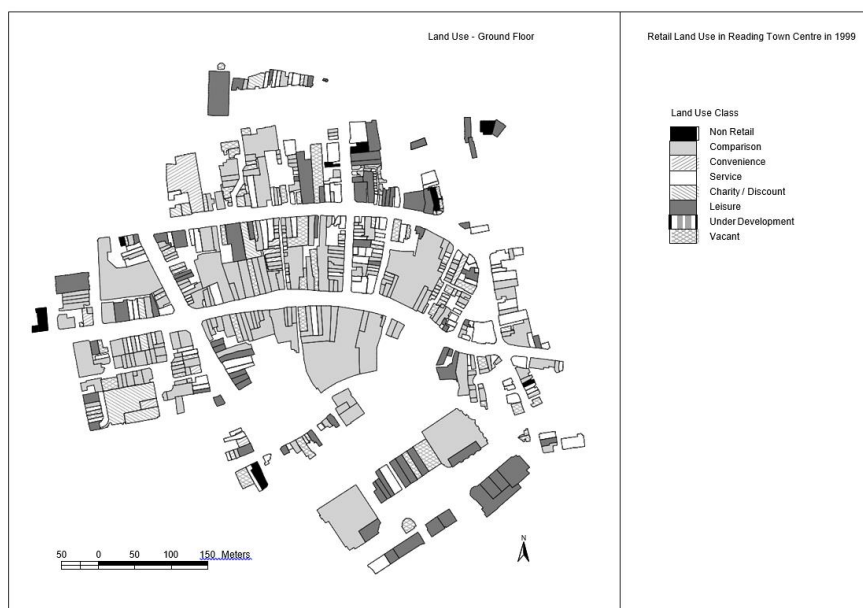 Land Use - Ground Floor
Retail Land Use in Reading Town Centre in 1999
Land Use Class
Non Retail
Comparison
Convenience
Service
Charity / Discount
Leisure
Under Development
Vacant
50 0 50 100 150 Meters
N